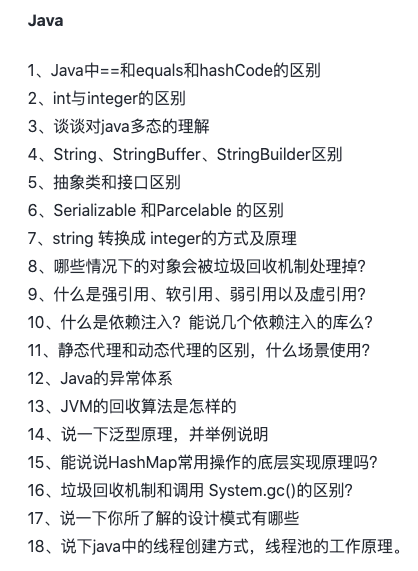 Java
1、Java中==和equals和hashCode的区别
2、int与integer的区别
3、谈谈对java多态的理解
4、String、StringBuffer、StringBuilder区别
5、抽象类和接口区别
6、Serializable 和Parcelable 的区别
7、string 转换成 integer的方式及原理
8、哪些情况下的对象会被垃圾回收机制处理掉?
9、什么是强引用、软引用、弱引用以及虚引用?
10、什么是依赖注入？能说几个依赖注入的库么?
11、静态代理和动态代理的区别，什么场景使用?
12、Java的异常体系
13、JVM的回收算法是怎样的
14、说一下泛型原理，并举例说明
15、能说说HashMap常用操作的底层实现原理吗?
16、垃圾回收机制和调用 System.gc()的区别?
17、说一下你所了解的设计模式有哪些
18、说下java中的线程创建方式，线程池的工作原理。